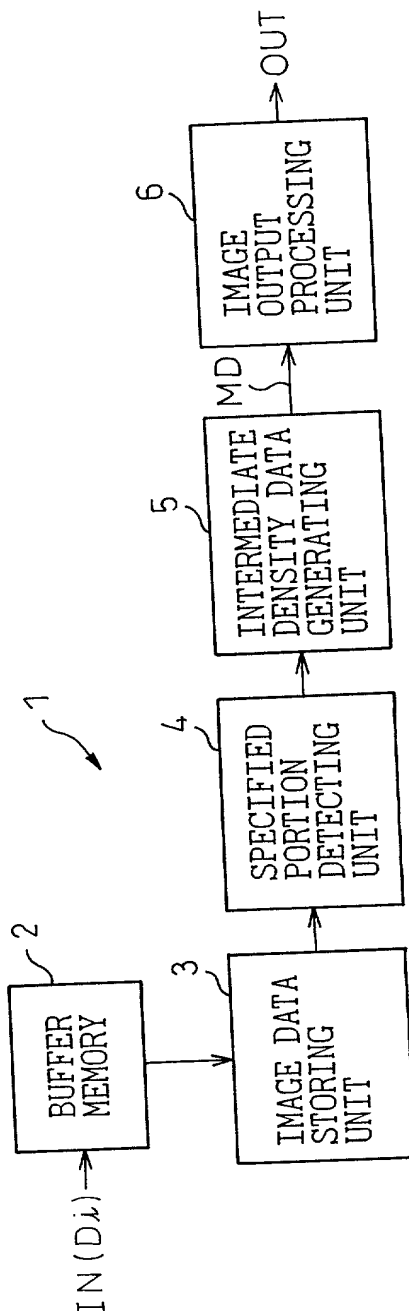 1
IN(Di)
2
BUFFER
MEMORY
3
IMAGE DATA
STORING
UNIT
4
SPECIFIED
PORTION
DETECTING
UNIT
5
INTERMEDIATE
DENSITY DATA
GENERATING
UNIT
MD
6
IMAGE
OUTPUT
PROCESSING
UNIT
OUT